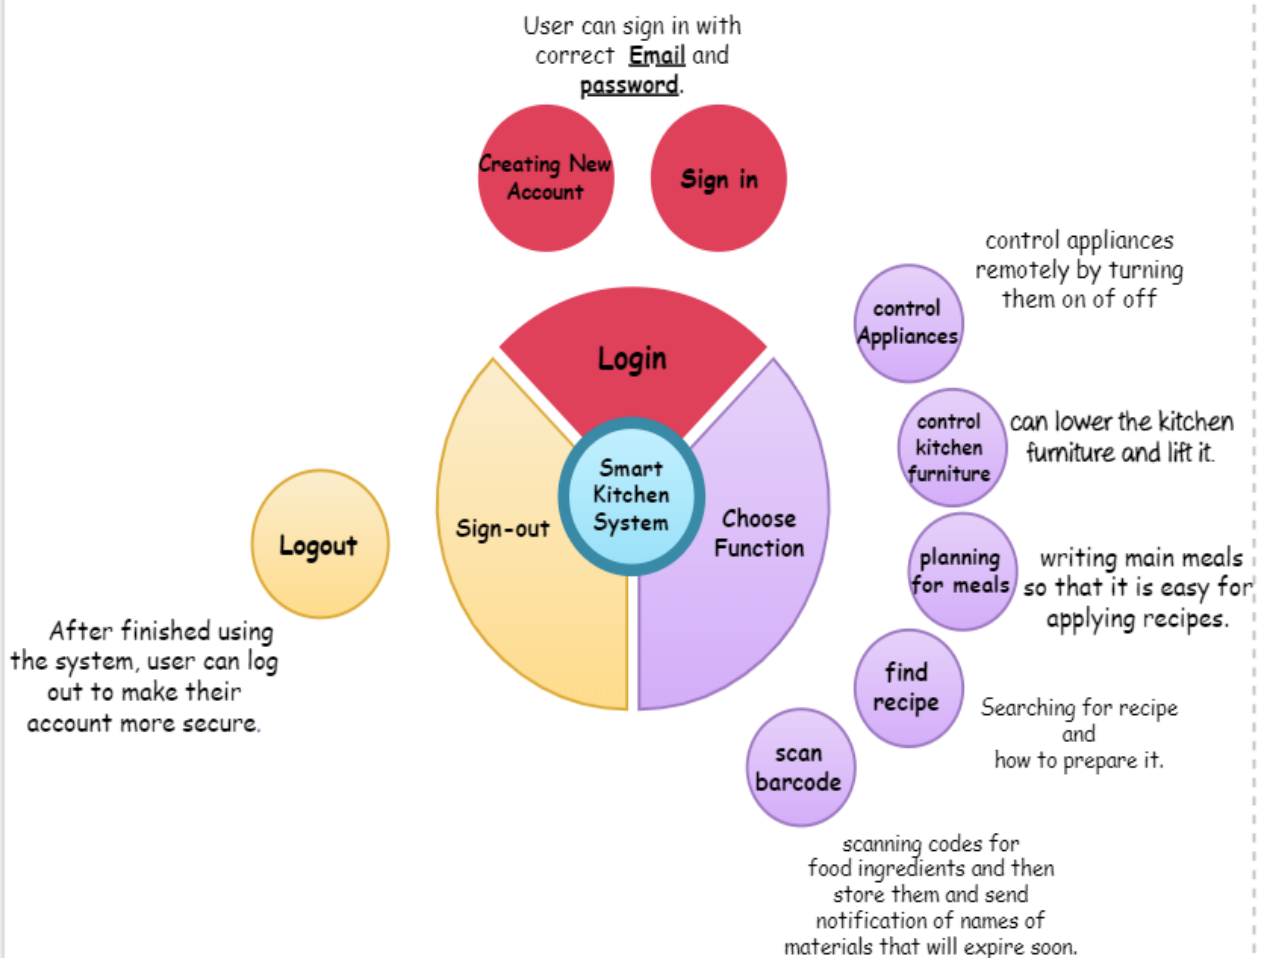 User can sign in with
correct Email and
password.
Creating New
Account
Sign in
Login
Smart
Kitchen
System
Sign-out
Choose
Function
Logout
After finished using
the system, user can log
out to make their
account more secure.
control
Appliances
control appliances
remotely by turning
them on of off
control
kitchen
furniture
can lower the kitchen
furniture and lift it.
planning
for meals
writing main meals
so that it is easy for
applying recipes.
find
recipe
Searching for recipe
and
how to prepare it.
scan
barcode
scanning codes for
food ingredients and then
store them and send
notification of names of
materials that will expire soon.